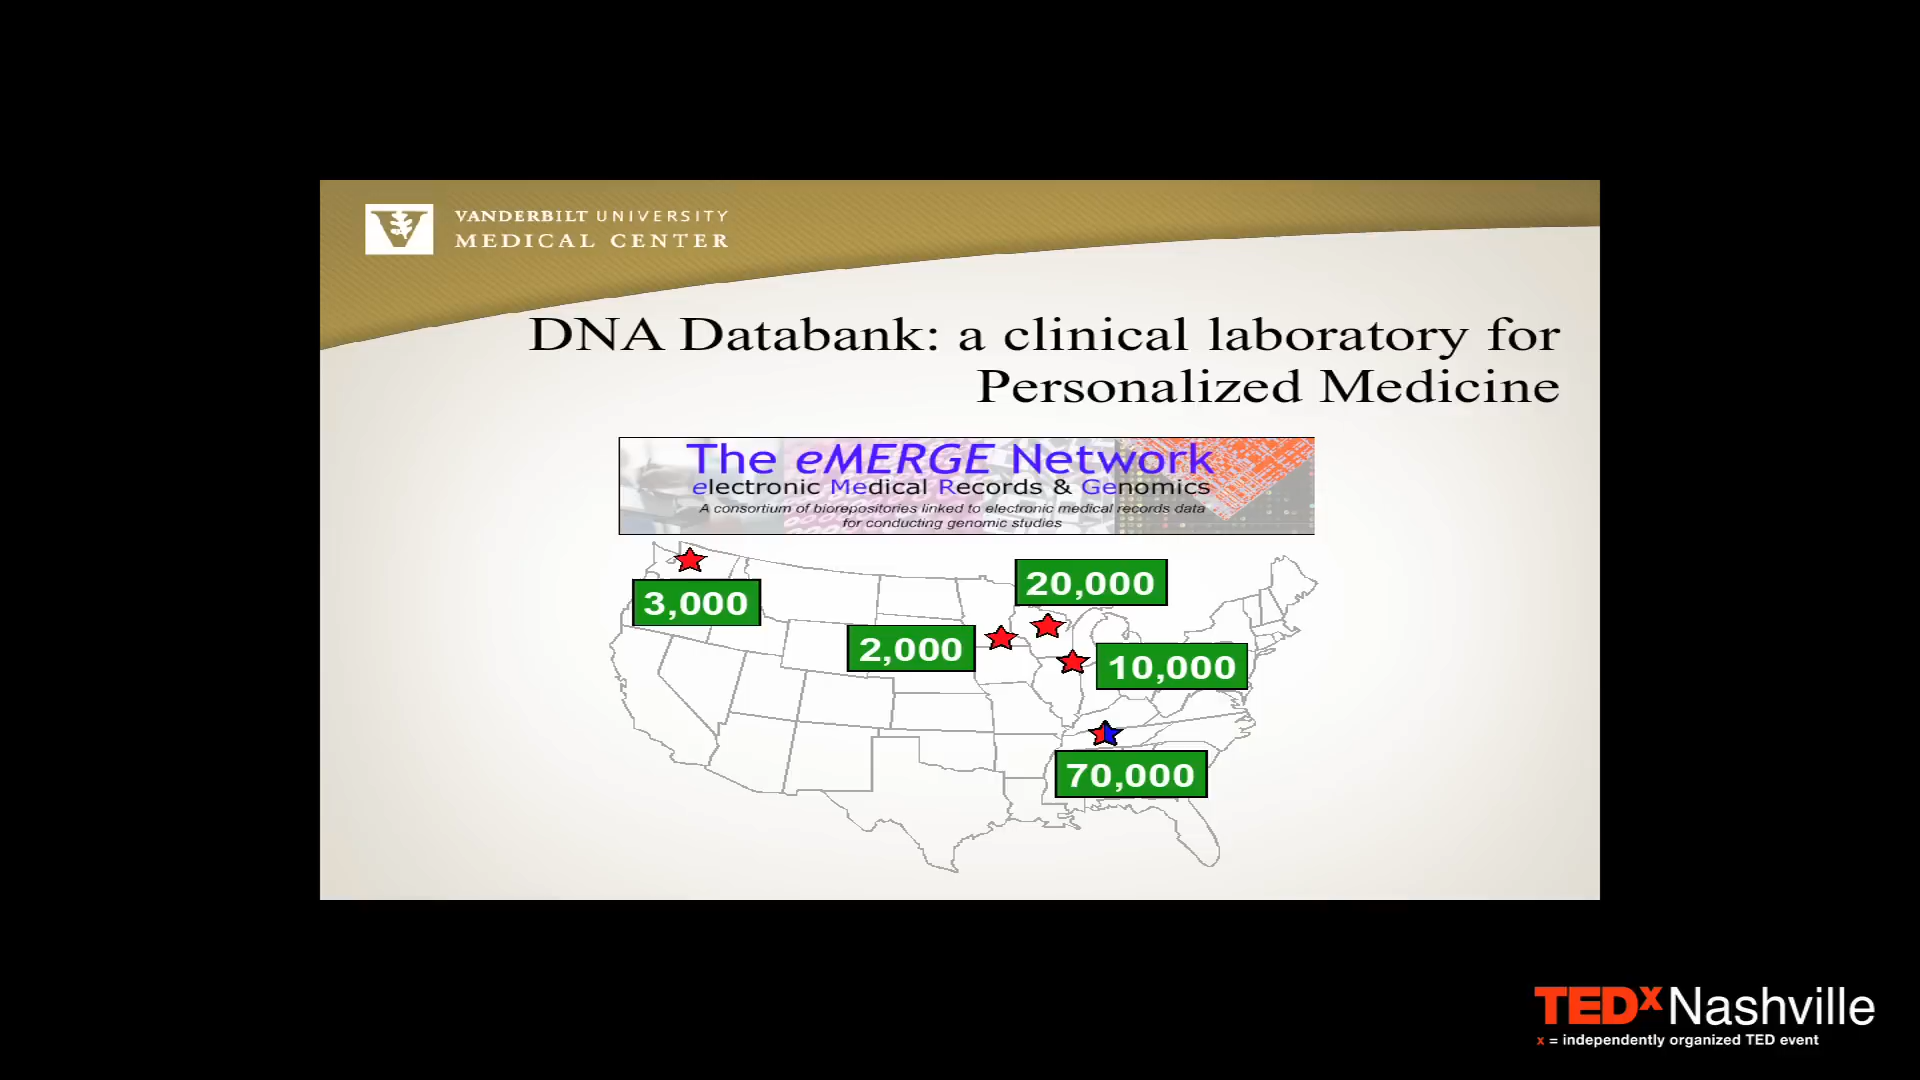 VANDERBILT UNIVERSITY
MEDICAL CENTER
DNA Databank: a clinical laboratory for
Personalized Medicine
The eMERGE Network
electronic Medical Records & Genomics
A consortium of biorepositories linked to electronic medical records data
for conducting genomic studies
20,000
3,000
2,000
10,000
70,000
TEDxNashville
x = independently organized TED event